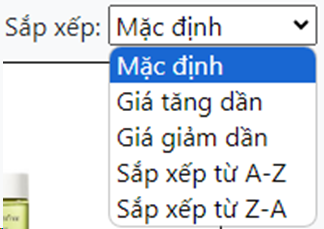 Sắp xếp: Mặc định
Mặc định
Giá tăng dần
Giá giảm dần
Sắp xếp từ A-Z
Sắp xếp từ Z-A